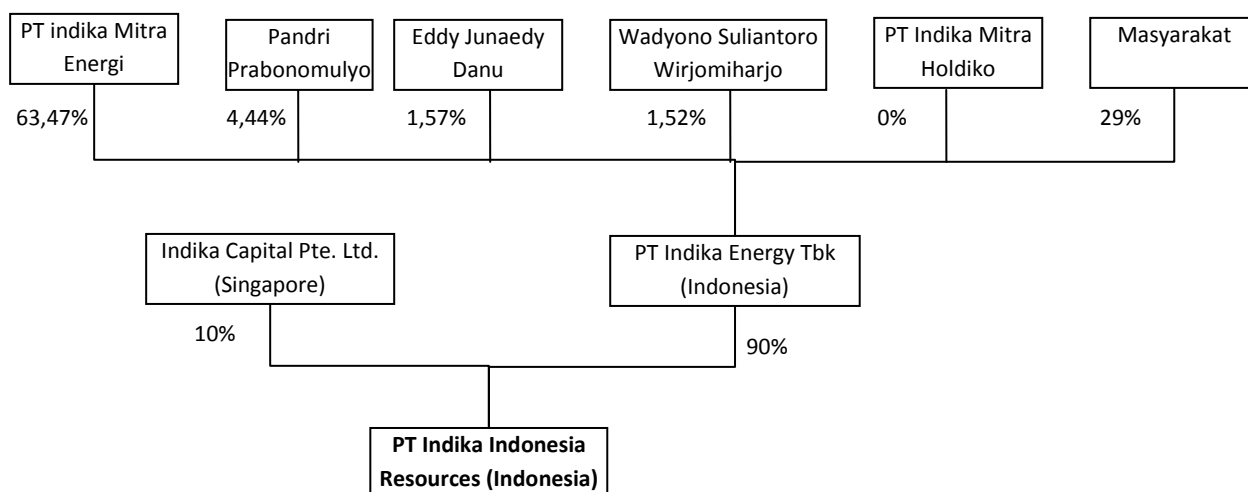 PT indika Mitra
Energi
Pandri
Prabonomulyo
Eddy Junaedy
Danu
Wadyono Suliantoro
Wirjomiharjo
PT Indika Mitra
Holdiko
Masyarakat
63,47%
4,44%
1,57%
1,52%
0%
29%
Indika Capital Pte. Ltd.
(Singapore)
PT Indika Energy Tbk
(Indonesia)
10%
90%
PT Indika Indonesia
Resources (Indonesia)